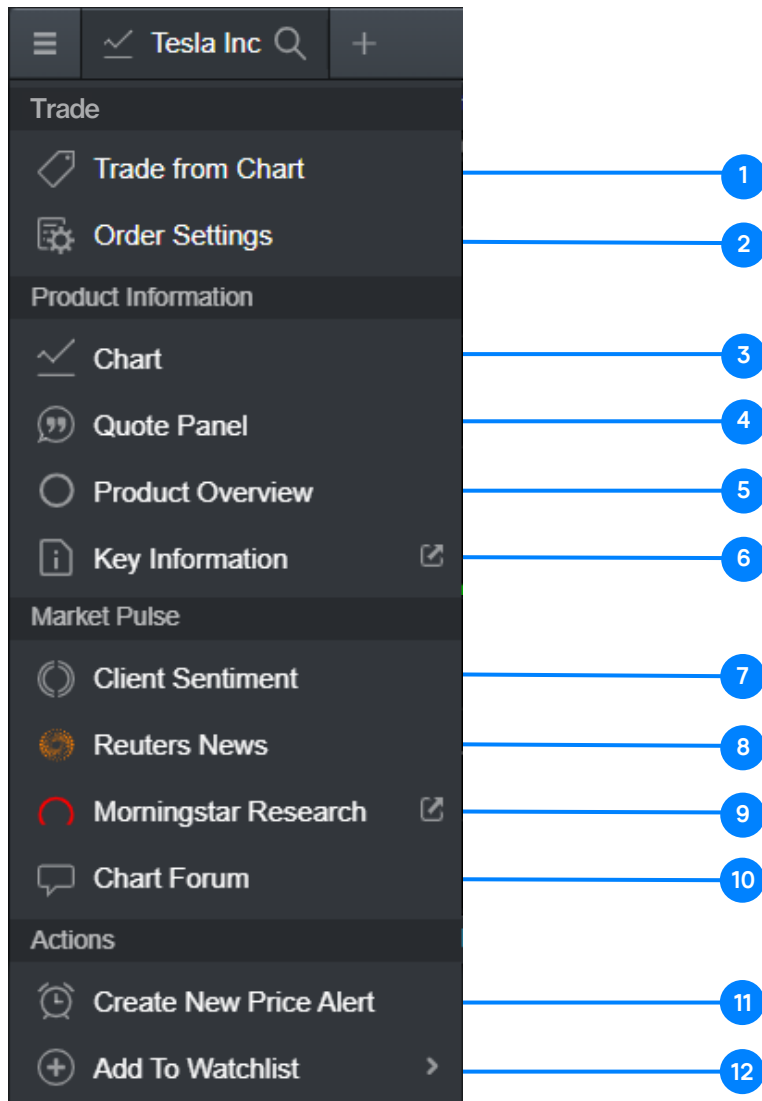 Tesla Inc
Trade
Trade from Chart 1
Order Settings 2
Product Information
Chart 3
Quote Panel 4
Product Overview 5
Key Information 6
Market Pulse
Client Sentiment 7
Reuters News 8
Morningstar Research 9
Chart Forum 10
Actions
Create New Price Alert 11
Add To Watchlist 12